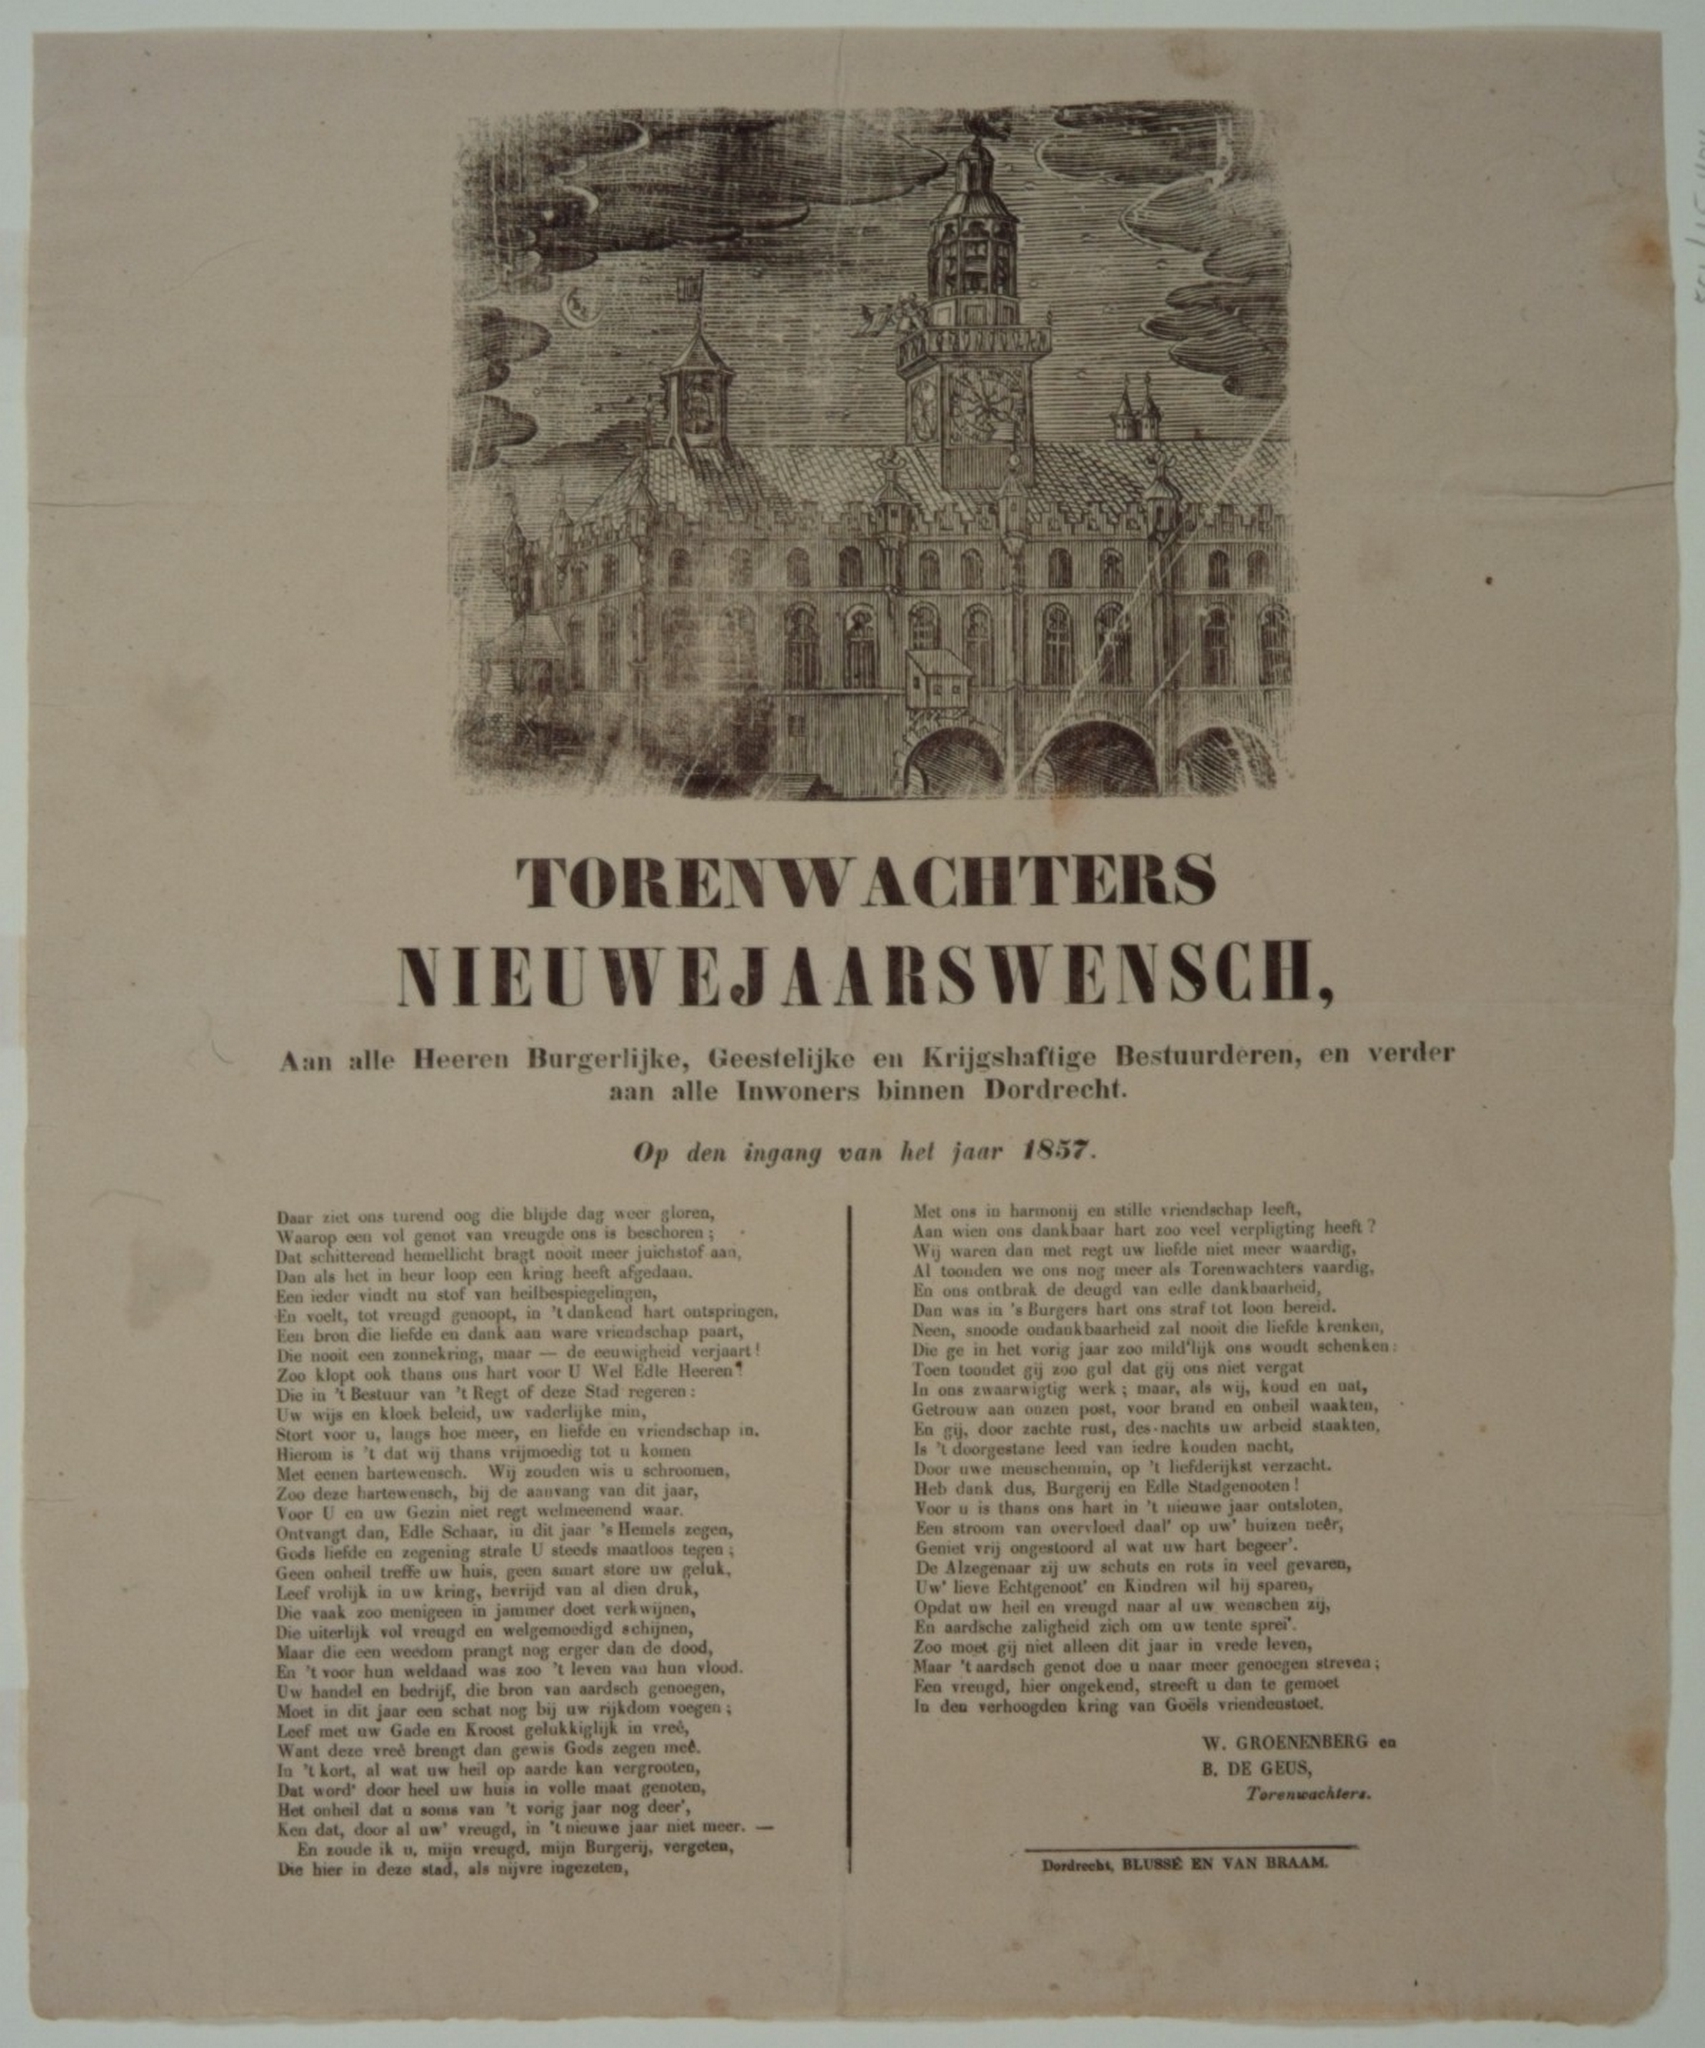 TORENWACHTERS
NIEUWEJAARSWENSCH,
Aan alle Heeren Burgerlijke, Geestelijke en Krijgshaftige Bestuurderen, en verder
aan alle Inwoners binnen Dordrecht.
Op den ingang van het jaar 1857.
Daar ziet ons turend oog die blijde dag weer gloren,
Waarop een vol genot van vreugde ons is beschoren;
Dat schitterend hemellicht bragt nooit meer juichstof aan,
Dan als het in heur loop een kring heeft afgedaan.
Een ieder vindt nu stof van heilbespiegelingen,
En voelt, tot vreugd genoopt, in 't dankend hart ontspringen,
Een bron die liefde en dank aan ware vriendschap paart,
Die nooit een zonnekring, maar — de eeuwigheid verjaart!
Zoo klopt ook thans ons hart voor U Wel Edle Heeren!
Die in 't Bestuur van 't Regt of deze Stad regeren:
Uw wijs en kloek beleid, uw vaderlijke min,
Stort voor u, langs hoe meer, en liefde en vriendschap in.
Hierom is 't dat wij thans vrijmoedig tot u komen
Met eenen hartewensch. Wij zouden wis u schroomen,
Zoo deze hartewensch, bij de aanvang van dit jaar,
Voor U en uw Gezin niet regt welmeenend waar.
Ontvangt dan, Edle Schaar, in dit jaar 's Hemels zegen,
Gods liefde en zegening strale U steeds maatloos tegen;
Geen onheil treffe uw huis, geen smart store uw geluk,
Leef vrolijk in uw kring, bevrijd van al dien druk,
Die vaak zoo menigeen in jammer doet verkwijnen,
Die uiterlijk vol vreugd en welgemoedigd schijnen,
Maar die een weedom prangt nog erger dan de dood,
En 't voor hun weldaad was zoo 't leven van hun vlood.
Uw handel en bedrijf, die bron van aardsch genoegen,
Moet in dit jaar een schat nog bij uw rijkdom voegen;
Leef met uw Gade en Kroost gelukkiglijk in vreê,
Want deze vreê brengt dan gewis Gods zegen meê.
In 't kort, al wat uw heil op aarde kan vergrooten,
Dat word' door heel uw huis in volle maat genoten,
Het onheil dat u soms van 't vorig jaar nog deer',
Ken dat, door al uw' vreugd, in 't nieuwe jaar niet meer. —
En zoude ik u, mijn vreugd, mijn Burgerij, vergeten,
Die hier in deze stad, als nijvre ingezeten,
Met ons in harmonij en stille vriendschap leeft,
Aan wien ons dankbaar hart zoo veel verpligting heeft?
Wij waren dan met regt uw liefde niet meer waardig,
Al toonden we ons nog meer als Torenwachters vaardig,
En ons ontbrak de deugd van edle dankbaarheid,
Dan was in 's Burgers hart ons straf tot loon bereid.
Neen, snoode ondankbaarheid zal nooit die liefde krenken,
Die ge in het vorig jaar zoo mild'lijk ons woudt schenken:
Toen toondet gij zoo gul dat gij ons niet vergat
In ons zwaarwigtig werk; maar, als wij, koud en nat,
Getrouw aan onzen post, voor brand en onheil waakten,
En gij, door zachte rust, des-nachts uw arbeid staakten,
Is 't doorgestane leed van iedre kouden nacht,
Door uwe menschenmin, op 't liefderijkst verzacht.
Heb dank dus, Burgerij en Edle Stadgenooten!
Voor u is thans ons hart in 't nieuwe jaar ontsloten,
Een stroom van overvloed daal' op uw' huizen neêr,
Geniet vrij ongestoord al wat uw hart begeer'.
De Alzegenaar zij uw schuts en rots in veel gevaren,
Uw' lieve Echtgenoot' en Kindren wil hij sparen,
Opdat uw heil en vreugd naar al uw wenschen zij,
En aardsche zaligheid zich om uw tente sprei'.
Zoo moet gij niet alleen dit jaar in vrede leven,
Maar 't aardsch genot doe u naar meer genoegen streven;
Een vreugd, hier ongekend, streeft u dan te gemoet
In den verhoogden kring van Goëls vriendenstoet.
W. GROENENBERG en
B. DE GEUS,
Torenwachters.
Dordrecht, BLUSSÉ EN VAN BRAAM.